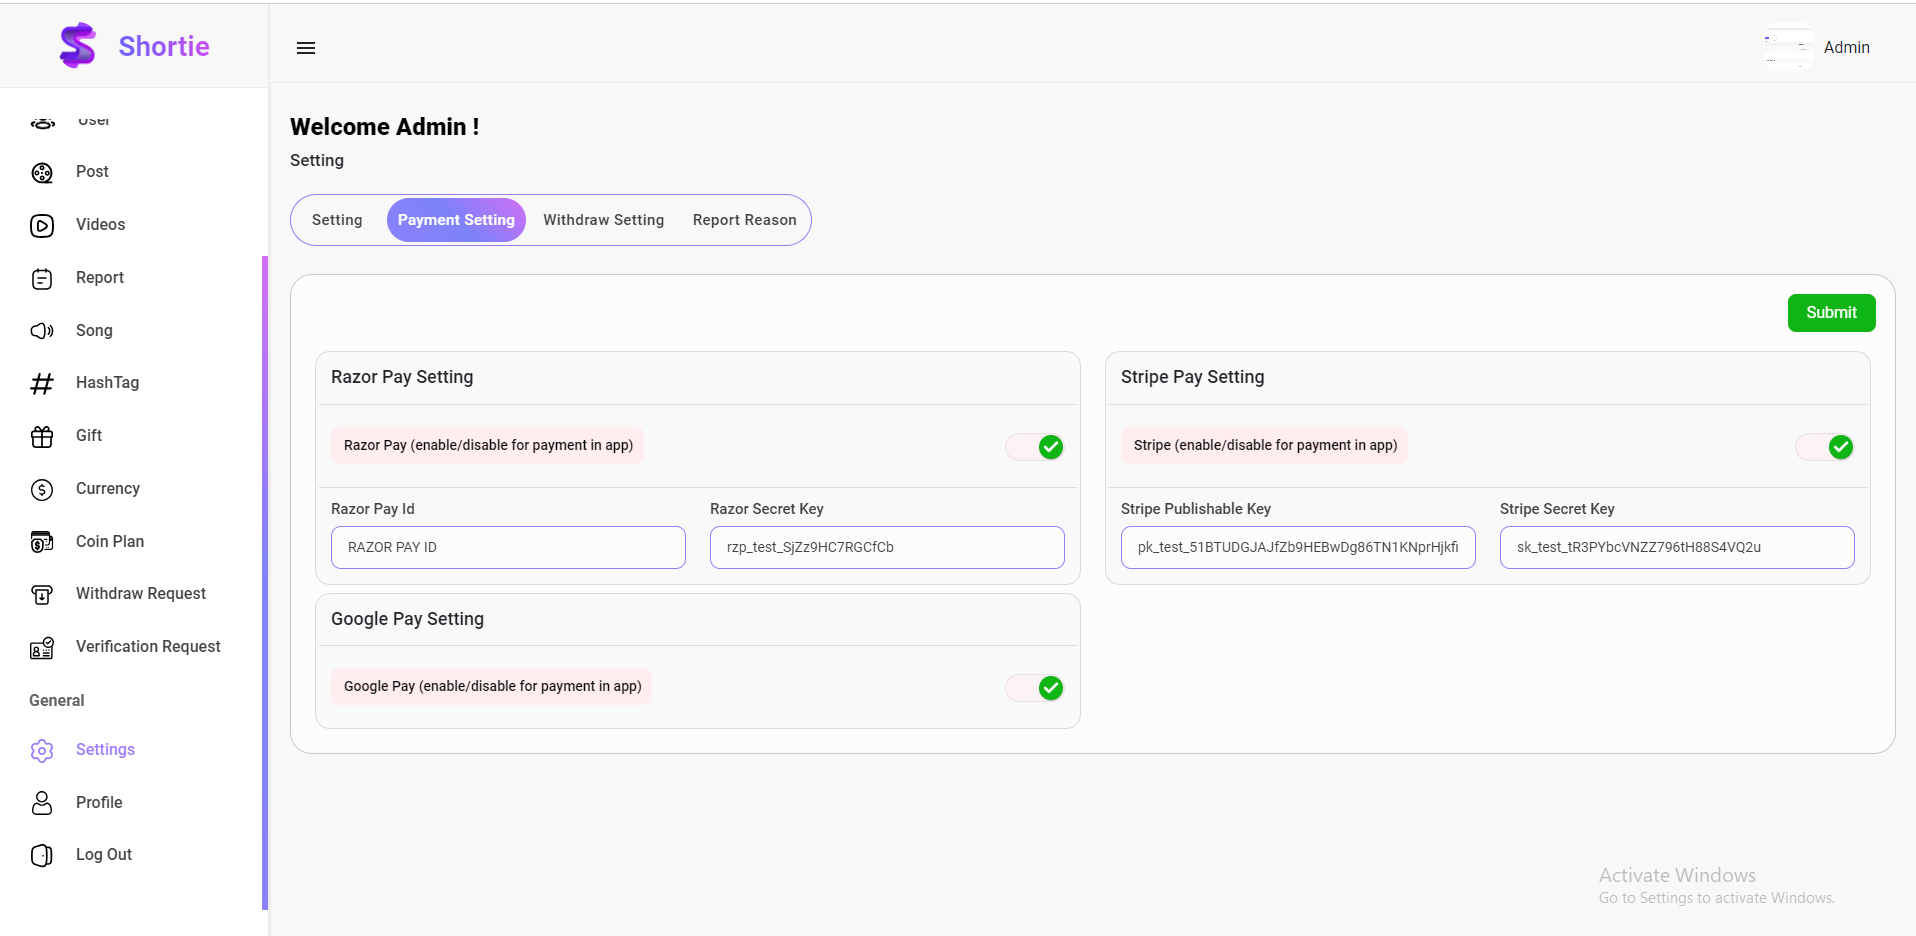 Shortie
Admin
User
Post
Videos
Report
Song
HashTag
Gift
Currency
Coin Plan
Withdraw Request
Verification Request
General
Settings
Profile
Log Out
Welcome Admin !
Setting
Setting Payment Setting Withdraw Setting Report Reason
Submit
Razor Pay Setting
Razor Pay (enable/disable for payment in app)
Razor Pay Id
RAZOR PAY ID
Razor Secret Key
rzp_test_SjZz9HC7RGCfCb
Stripe Pay Setting
Stripe (enable/disable for payment in app)
Stripe Publishable Key
pk_test_51BTUDGJAJfZb9HEBwDg86TN1KNprHjkfi
Stripe Secret Key
sk_test_tR3PYbcVNZZ796tH88S4VQ2u
Google Pay Setting
Google Pay (enable/disable for payment in app)
Activate Windows
Go to Settings to activate Windows.